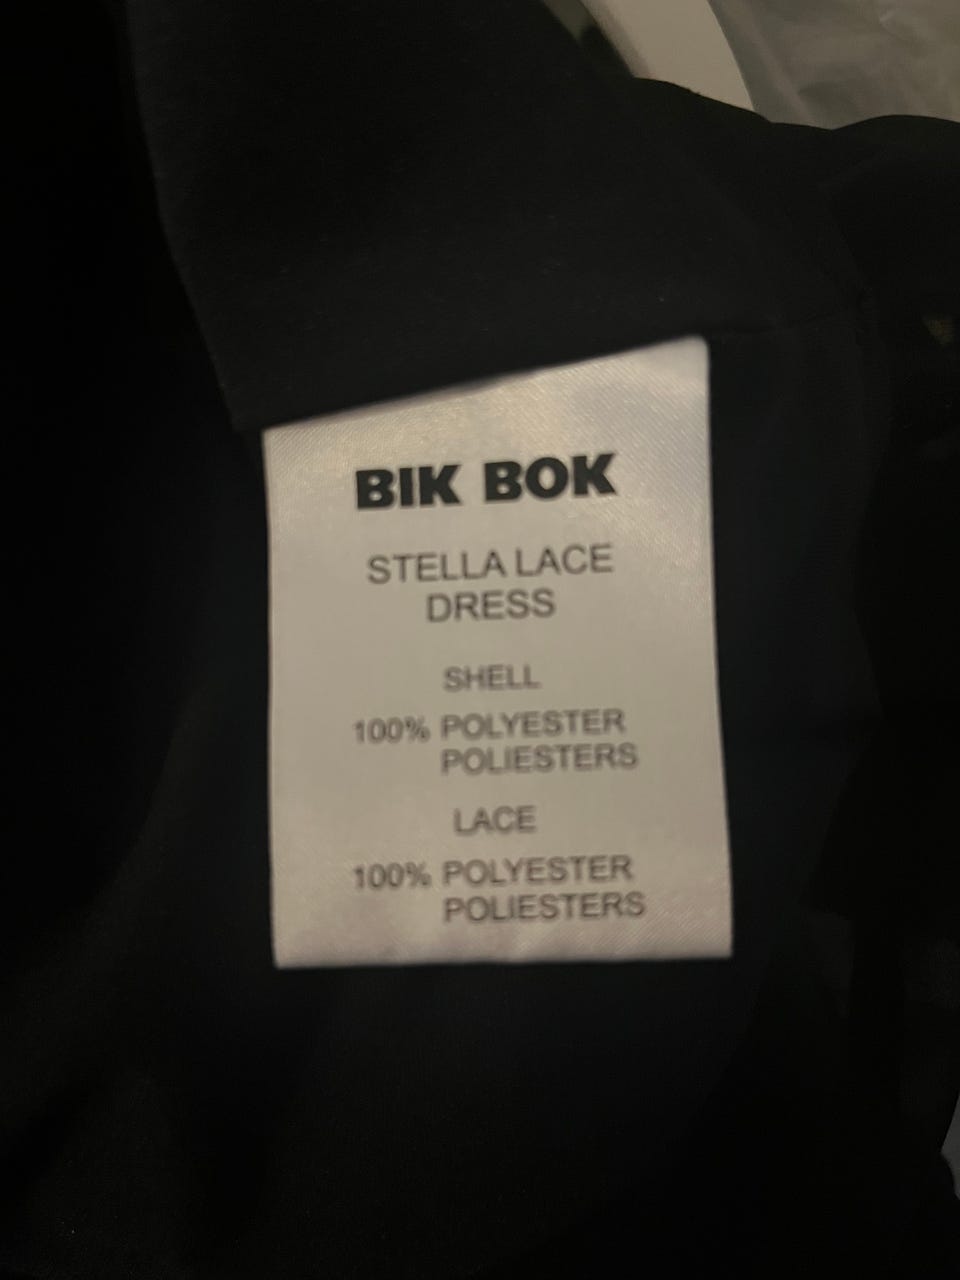 BIK BOK
STELLA LACE
DRESS
SHELL
100% POLYESTER
POLIESTERS
LACE
100% POLYESTER
POLIESTERS